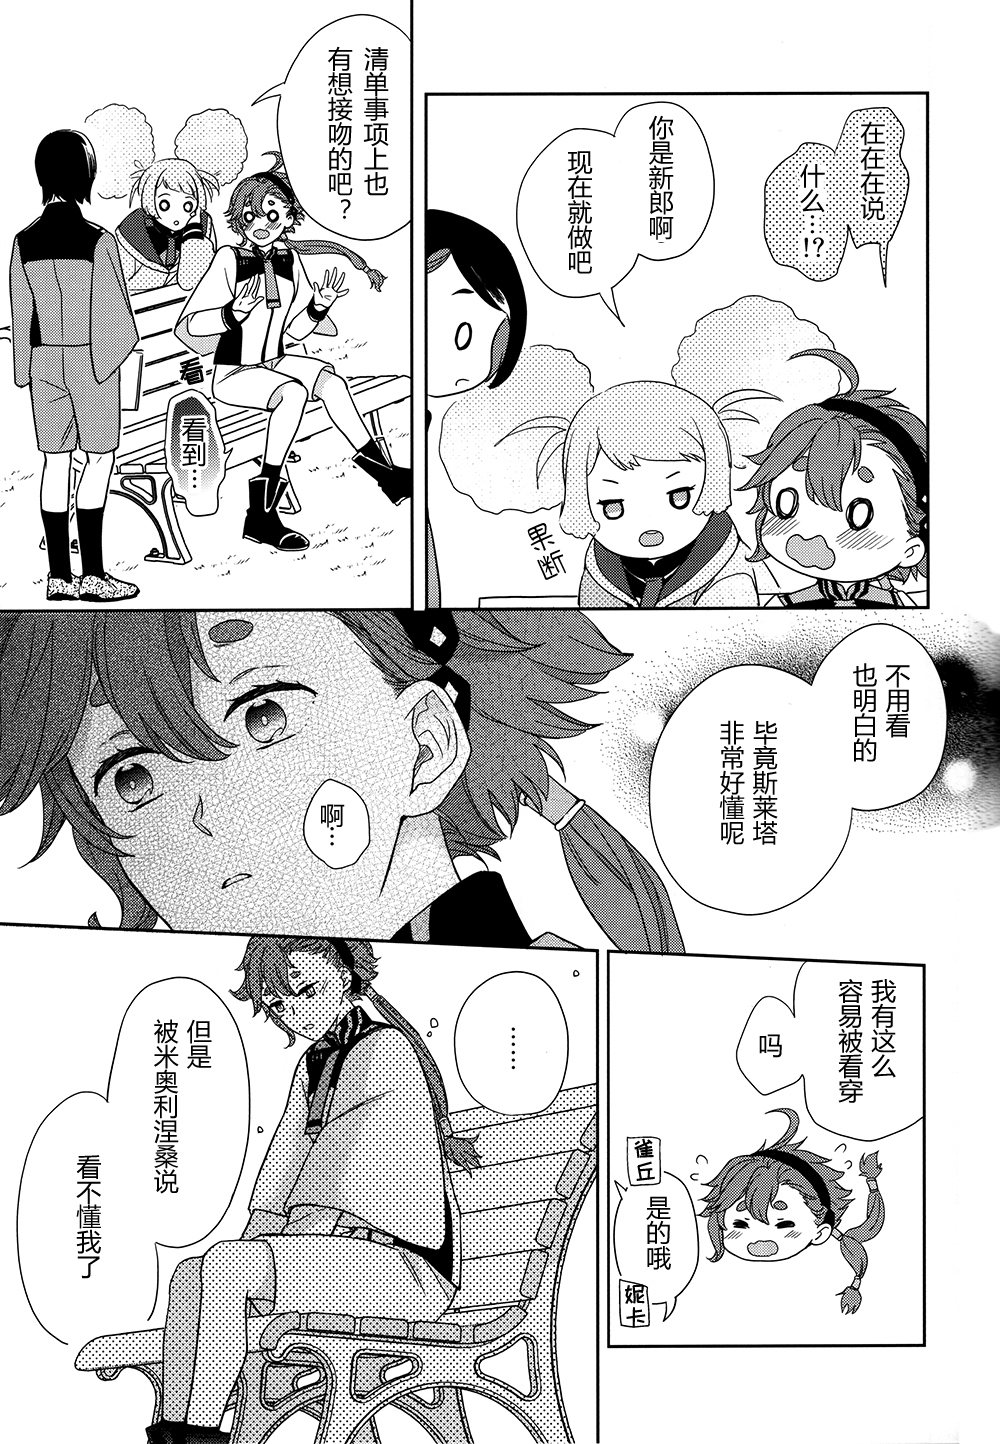 在在在说
什么…!?
你是新郎啊
现在就做吧
果断
清单事项上也
有想接吻的吧？
看
看到…
不用看
也明白的
毕竟斯莱塔
非常好懂呢
啊…
我有这么
容易被看穿
吗
雀丘
是的哦
妮卡
……
但是
被米奥利涅桑说
看不懂我了